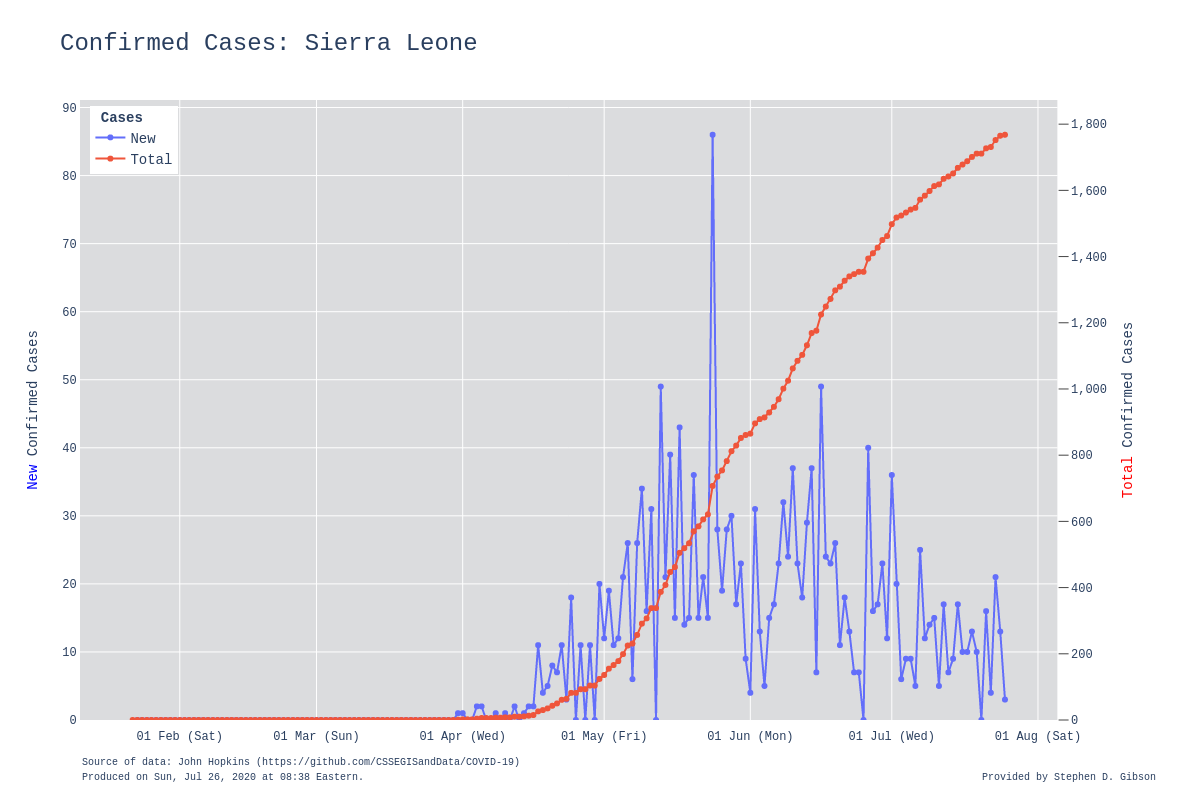 Confirmed Cases: Sierra Leone
Cases
New
Total
90
80
70
60
50
40
30
20
10
0
1,800
1,600
1,400
1,200
1,000
800
600
400
200
0
New Confirmed Cases
Total Confirmed Cases
01 Feb (Sat)
01 Mar (Sun)
01 Apr (Wed)
01 May (Fri)
01 Jun (Mon)
01 Jul (Wed)
01 Aug (Sat)
Source of data: John Hopkins (https://github.com/CSSEGISandData/COVID-19)
Produced on Sun, Jul 26, 2020 at 08:38 Eastern.
Provided by Stephen D. Gibson